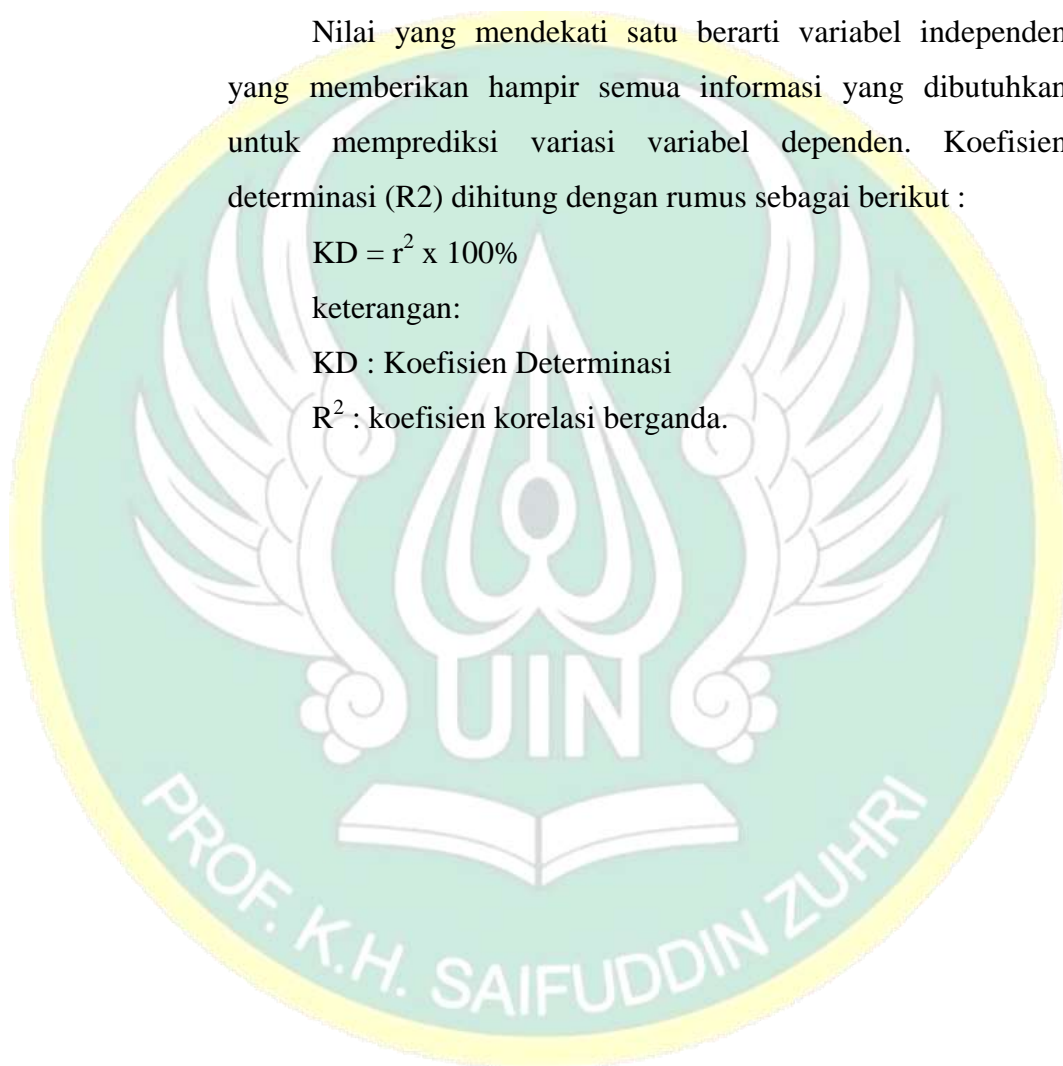 Nilai yang mendekati satu berarti variabel independen
yang memberikan hampir semua informasi yang dibutuhkan
untuk memprediksi variasi variabel dependen. Koefisien
determinasi (R2) dihitung dengan rumus sebagai berikut :
KD = r² x 100%
keterangan:
KD : Koefisien Determinasi
R² : koefisien korelasi berganda.
UIN
PROF. K.H. SAIFUDDIN ZUHRI